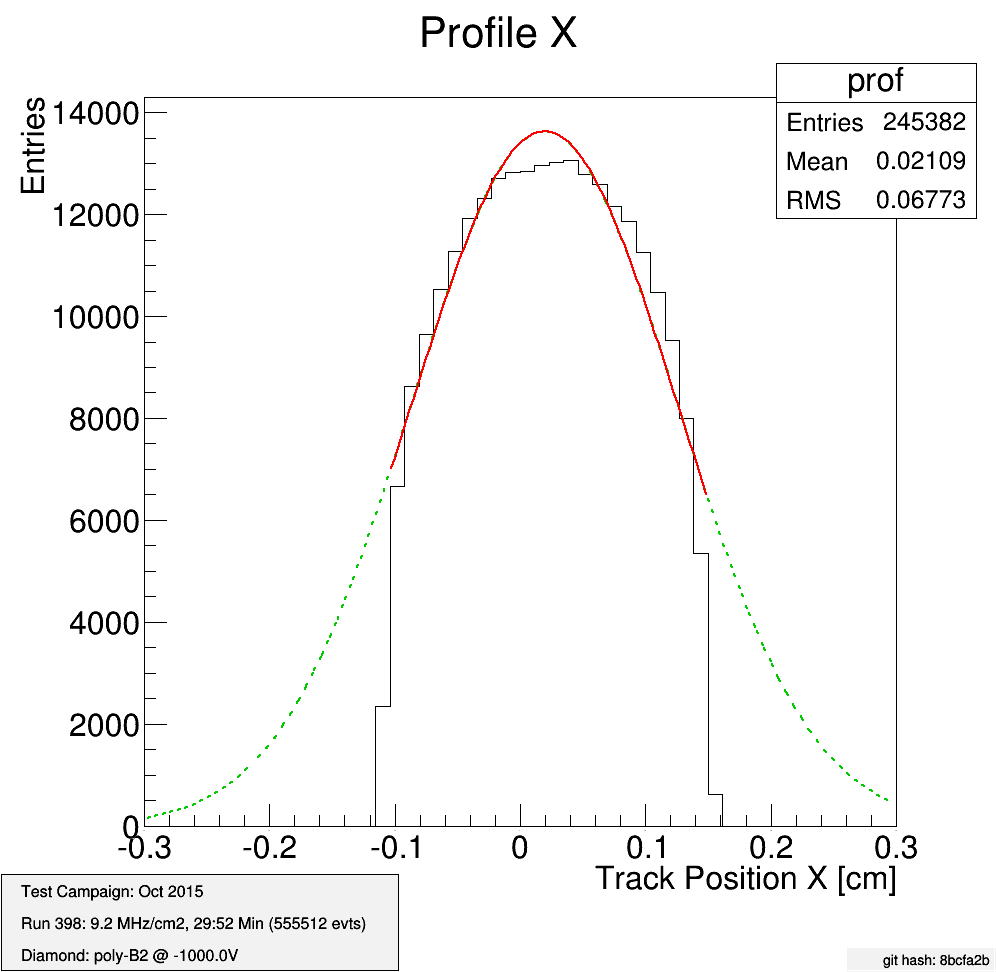 Profile X
prof
Entries 245382
Mean 0.02109
RMS 0.06773
Entries
14000
12000
10000
8000
6000
4000
2000
0
-0.3 -0.2 -0.1 0 0.1 0.2 0.3
Track Position X [cm]
Test Campaign: Oct 2015
Run 398: 9.2 MHz/cm2, 29:52 Min (555512 evts)
Diamond: poly-B2 @ -1000.0V
git hash: 8bcfa2b